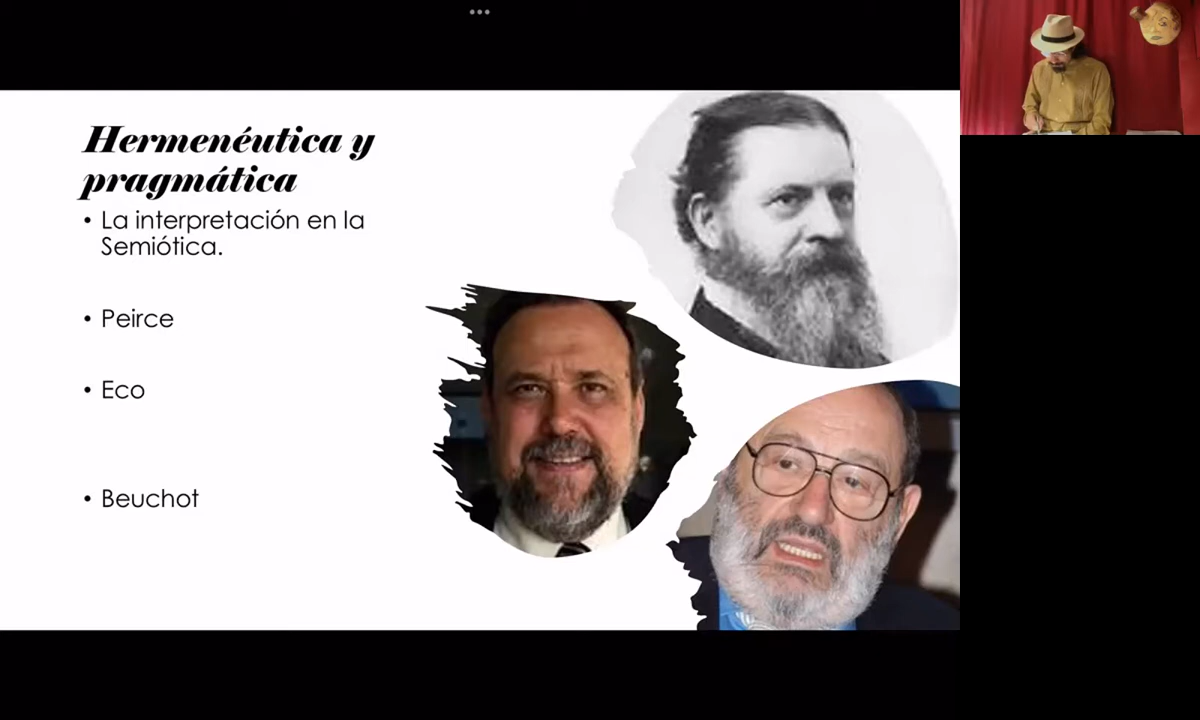 Hermenéutica y
pragmática
• La interpretación en la
Semiótica.
• Peirce
• Eco
• Beuchot